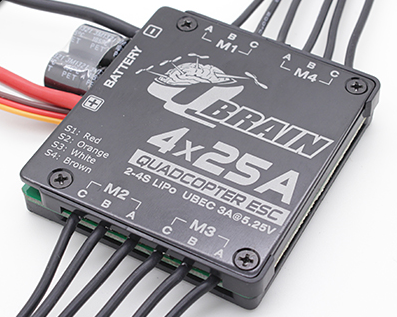 A B C
M1
A B C
M4
BATTERY
S1: Red
S2: Orange
S3: White
S4: Brown
QBRAIN
4x25A
QUADCOPTER ESC
2-4S LiPo UBEC 3A@5.25V
M2
C B A
M3
C B A